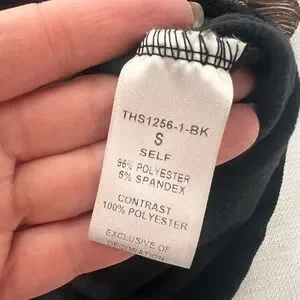 THS1256-1-BK
S
SELF
95% POLYESTER
5% SPANDEX
CONTRAST
100% POLYESTER
EXCLUSIVE OF
DECORATION